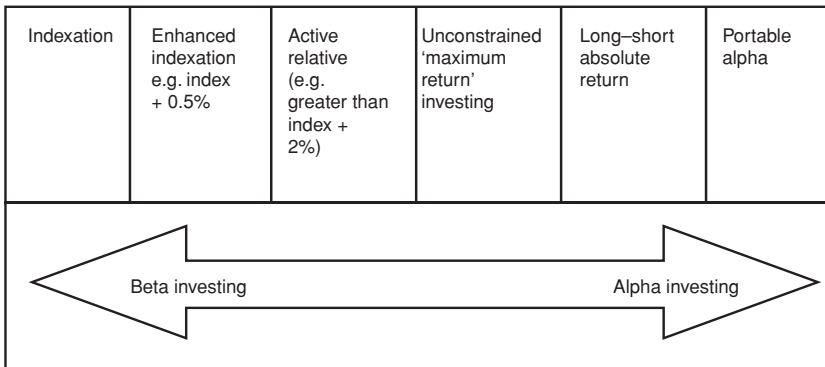 Indexation
Enhanced
indexation
e.g. index
+ 0.5%
Active
relative
(e.g.
greater than
index +
2%)
Unconstrained
‘maximum
return’
investing
Long–short
absolute
return
Portable
alpha
Beta investing
Alpha investing